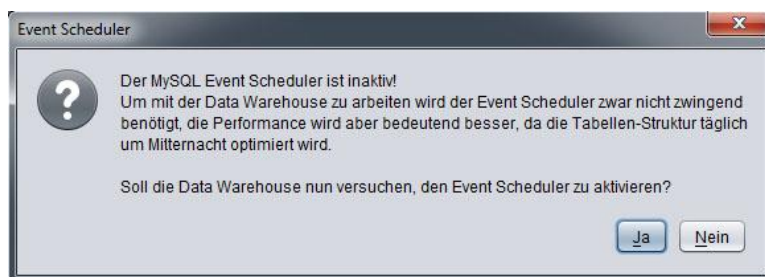 Event Scheduler
?
Der MySQL Event Scheduler ist inaktiv!
Um mit der Data Warehouse zu arbeiten wird der Event Scheduler zwar nicht zwingend
benötigt, die Performance wird aber bedeutend besser, da die Tabellen-Struktur täglich
um Mitternacht optimiert wird.
Soll die Data Warehouse nun versuchen, den Event Scheduler zu aktivieren?
Ja Nein